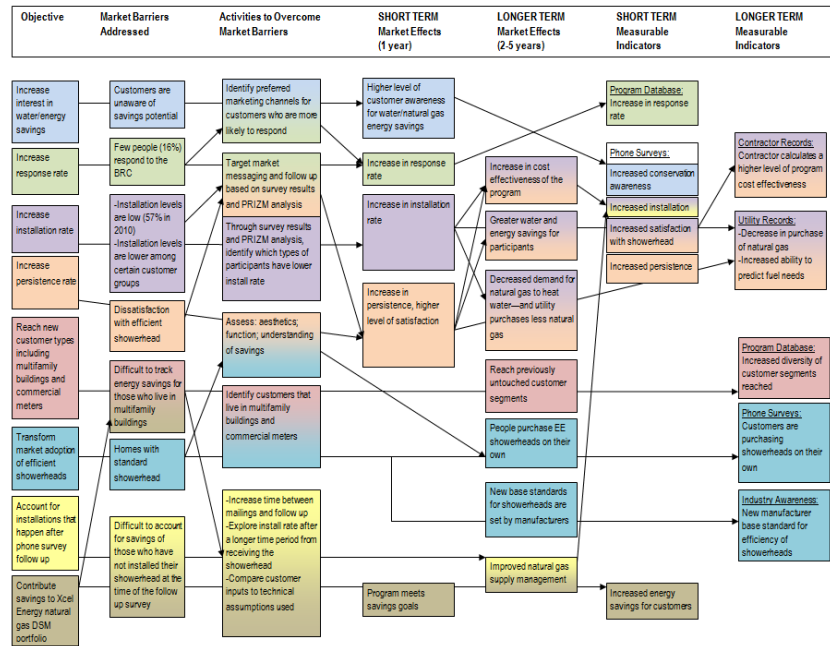 Objective
Market Barriers
Addressed
Activities to Overcome
Market Barriers
SHORT TERM
Market Effects
(1 year)
LONGER TERM
Market Effects
(2-5 years)
SHORT TERM
Measurable
Indicators
LONGER TERM
Measurable
Indicators
Increase
interest in
water/energy
savings
Increase
response rate
Increase
installation rate
Increase
persistence rate
Reach new
customer types
including
multifamily
buildings and
commercial
meters
Transform
market adoption
of efficient
showerheads
Account for
installations that
happen after
phone survey
follow up
Contribute
savings to Xcel
Energy natural
gas DSM
portfolio
Customers are
unaware of
savings potential
Few people (16%)
respond to the
BRC
-Installation levels
are low (57% in
2010)
-Installation levels
are lower among
certain customer
groups
Dissatisfaction
with efficient
showerhead
Difficult to track
energy savings for
those who live in
multifamily
buildings
Homes with
standard
showerhead
Difficult to account
for savings of
those who have
not installed their
showerhead at the
time of the follow
up survey
Identify preferred
marketing channels for
customers who are more
likely to respond
Target market
messaging and follow up
based on survey results
and PRIZM analysis
Through survey results
and PRIZM analysis,
identify which types of
participants have lower
install rate
Assess: aesthetics;
function; understanding
of savings
Identify customers that
live in multifamily
buildings and
commercial meters
-Increase time between
mailings and follow up
-Explore install rate after
a longer time period from
receiving the
showerhead
-Compare customer
inputs to technical
assumptions used
Higher level of
customer awareness
for water/natural gas
energy savings
Increase in response
rate
Increase in installation
rate
Increase in
persistence, higher
level of satisfaction
Program meets
savings goals
Increase in cost
effectiveness of the
program
Greater water and
energy savings for
participants
Decreased demand for
natural gas to heat
water—and utility
purchases less natural
gas
Reach previously
untouched customer
segments
People purchase EE
showerheads on their
own
New base standards
for showerheads are
set by manufacturers
Improved natural gas
supply management
Program Database:
Increase in response
rate
Phone Surveys:
Increased conservation
awareness
Increased installation
Increased satisfaction
with showerhead
Increased persistence
Increased energy
savings for customers
Contractor Records:
Contractor calculates a
higher level of program
cost effectiveness
Utility Records:
-Decrease in purchase
of natural gas
-Increased ability to
predict fuel needs
Program Database:
Increased diversity of
customer segments
reached
Phone Surveys:
Customers are
purchasing
showerheads on their
own
Industry Awareness:
New manufacturer
base standard for
efficiency of
showerheads